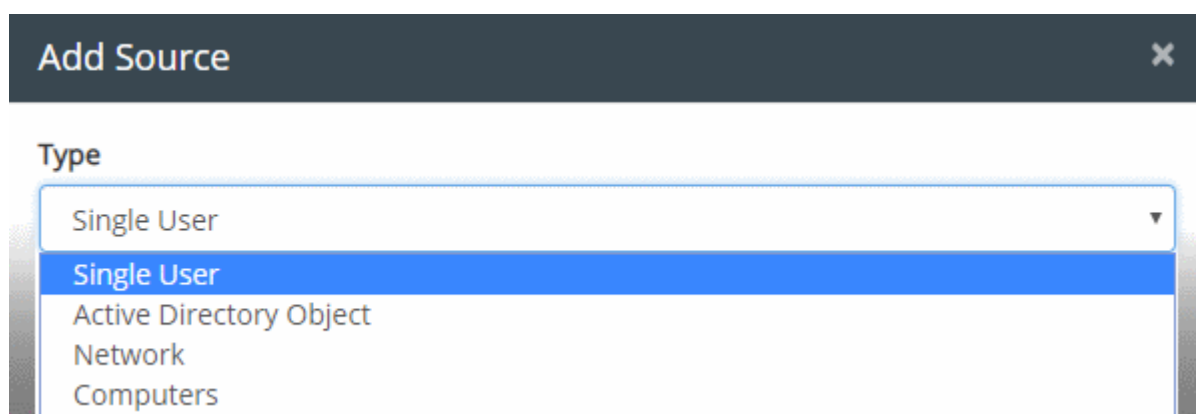 Add Source
Type
Single User
Single User
Active Directory Object
Network
Computers